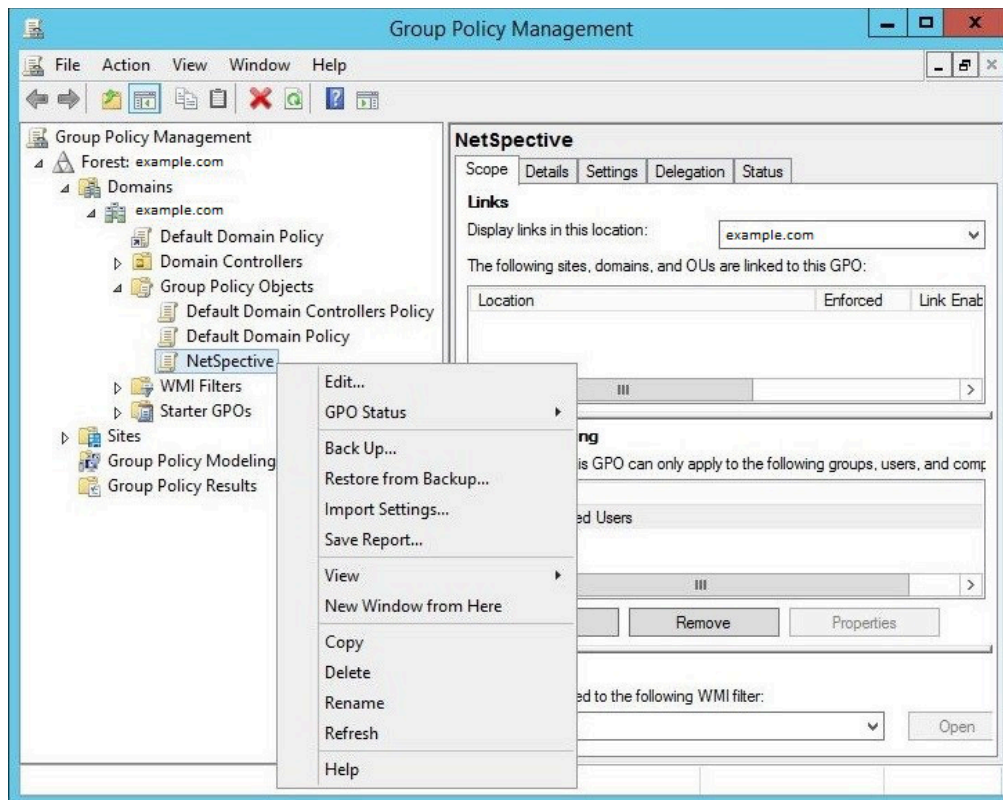 Group Policy Management
File Action View Window Help
Group Policy Management
Forest: example.com
Domains
example.com
Default Domain Policy
Domain Controllers
Group Policy Objects
Default Domain Controllers Policy
Default Domain Policy
NetSpective
WMI Filters
Starter GPOs
Sites
Group Policy Modeling
Group Policy Results
Edit...
GPO Status
Back Up...
Restore from Backup...
Import Settings...
Save Report...
View
New Window from Here
Copy
Delete
Rename
Refresh
Help
NetSpective
Scope Details Settings Delegation Status
Links
Display links in this location: example.com
The following sites, domains, and OUs are linked to this GPO:
Location Enforced Link Enab
ng
is GPO can only apply to the following groups, users, and comp
ed Users
Remove Properties
ed to the following WMI filter:
Open